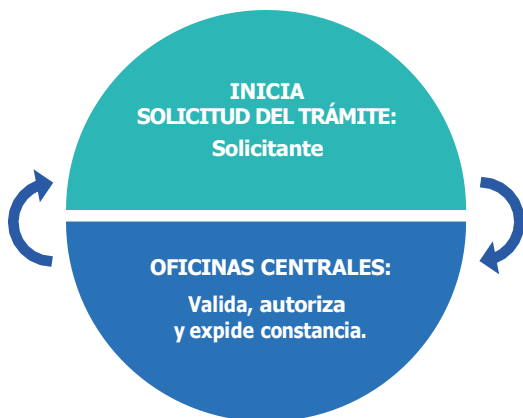 INICIA
SOLICITUD DEL TRÁMITE:
Solicitante
OFICINAS CENTRALES:
Valida, autoriza
y expide constancia.